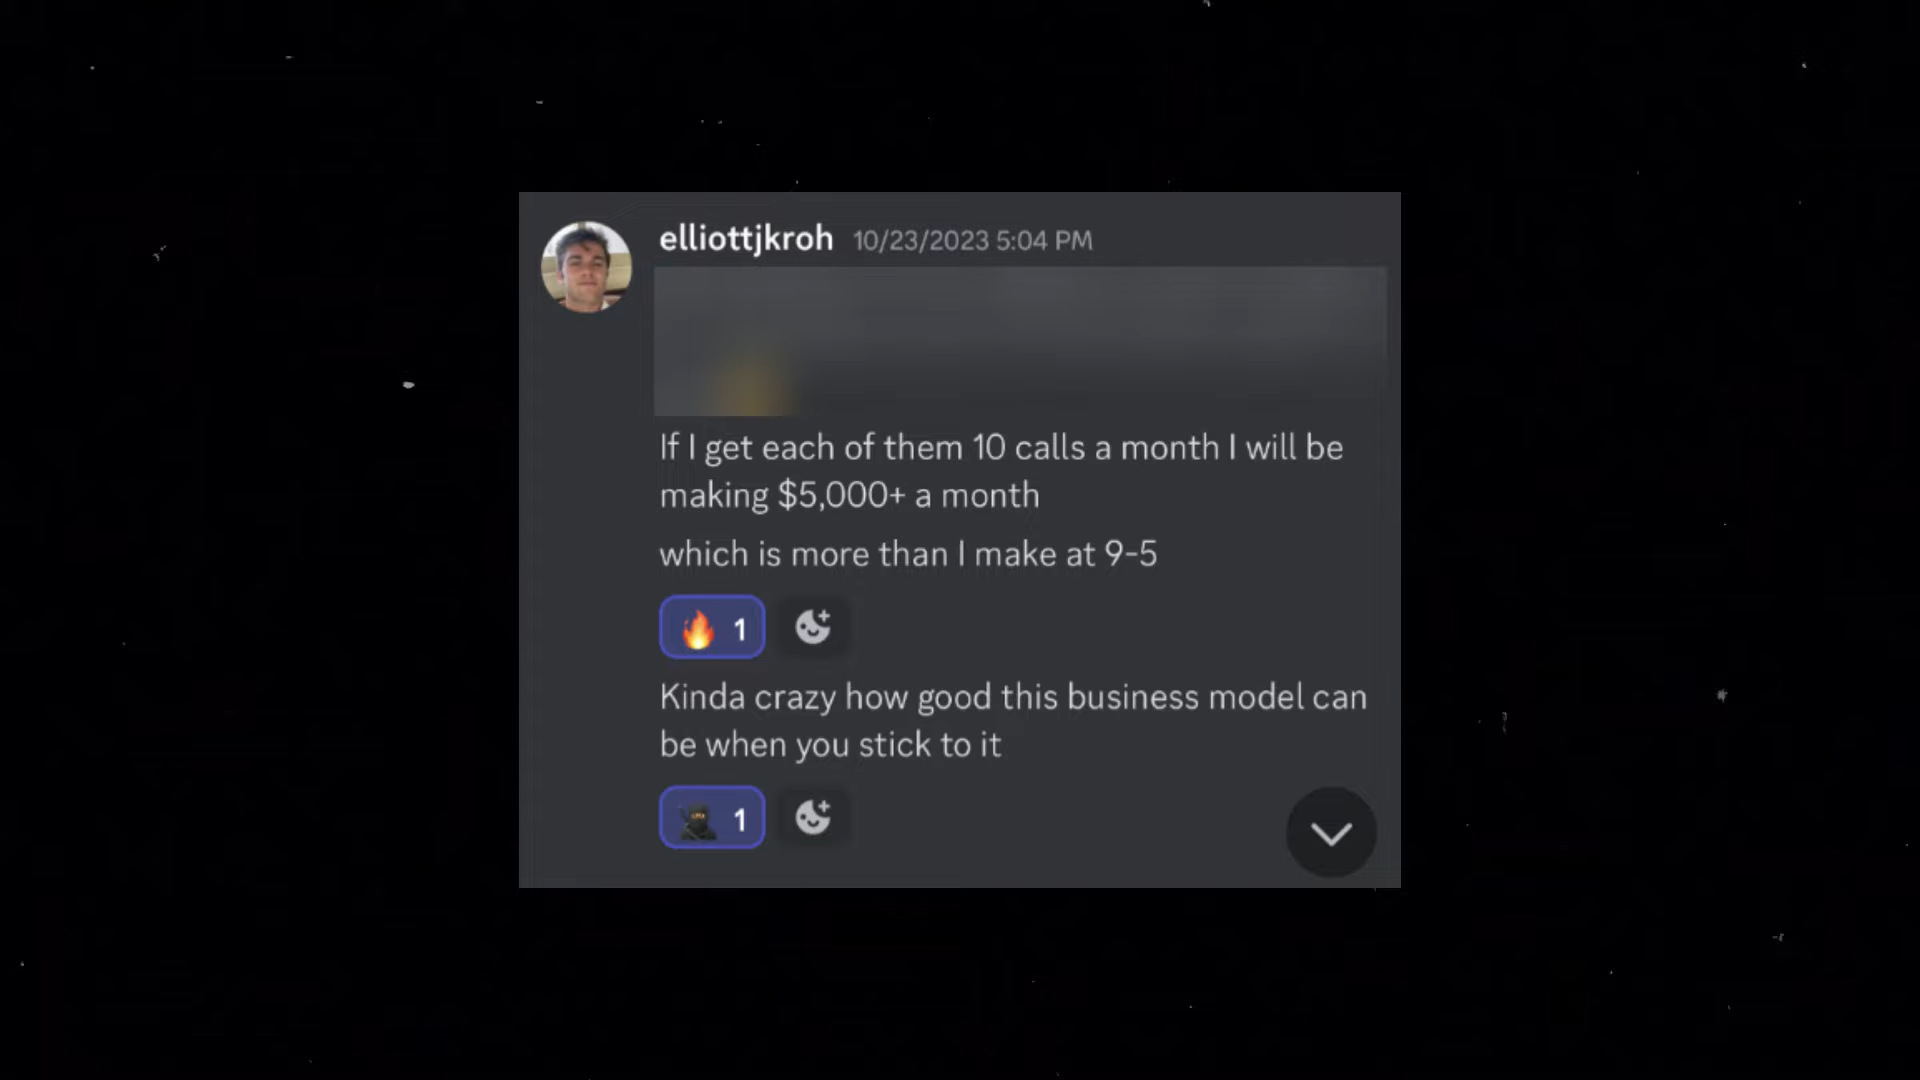 elliottjkroh 10/23/2023 5:04 PM
If I get each of them 10 calls a month I will be
making $5,000+ a month
which is more than I make at 9-5
1
Kinda crazy how good this business model can
be when you stick to it
1